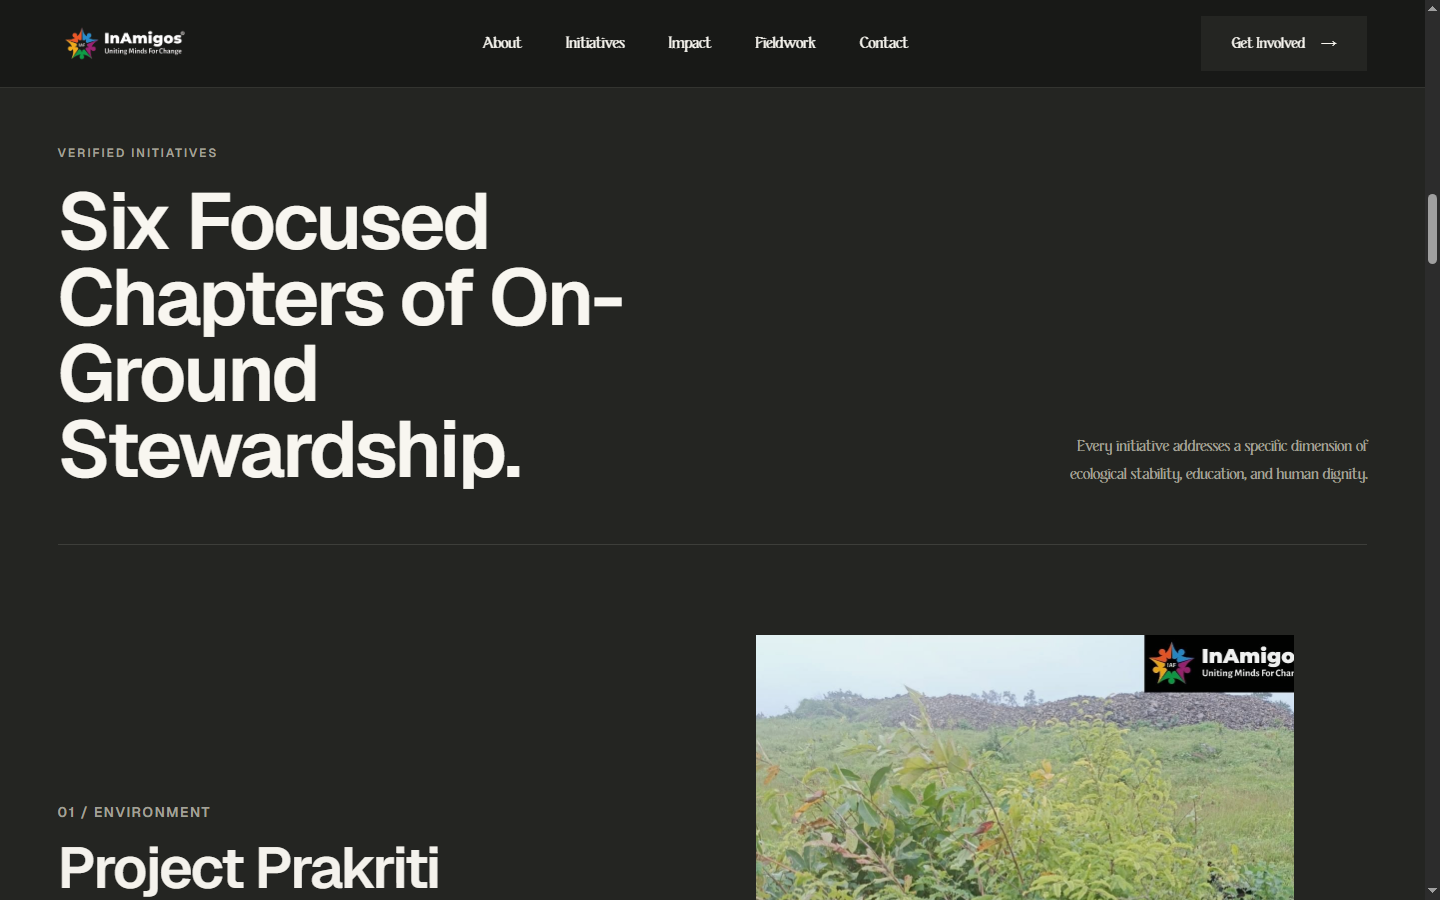 InAmigos®
Uniting Minds For Change
About
Initiatives
Impact
Fieldwork
Contact
Get Involved →
VERIFIED INITIATIVES
Six Focused
Chapters of On-
Ground
Stewardship.
Every initiative addresses a specific dimension of
ecological stability, education, and human dignity.
IAF
InAmigo
Uniting Minds For Chan
01 / ENVIRONMENT
Project Prakriti